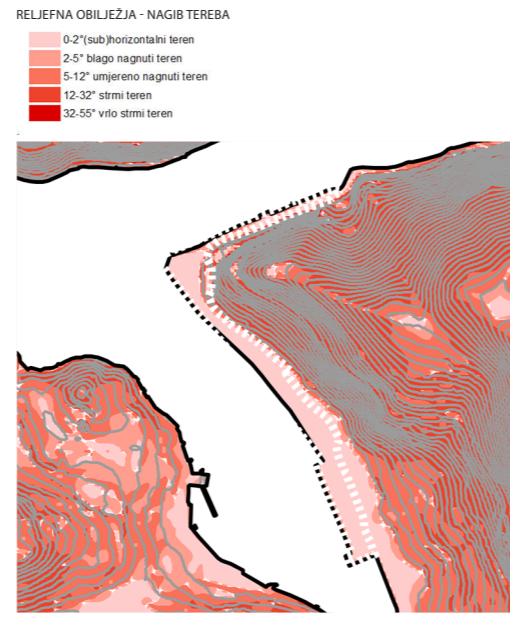 RELJEFNA OBILJEŽJA - NAGIB TEREBA
0-2°(sub)horizontalni teren
2-5° blago nagnuti teren
5-12° umjereno nagnuti teren
12-32° strmi teren
32-55° vrlo strmi teren